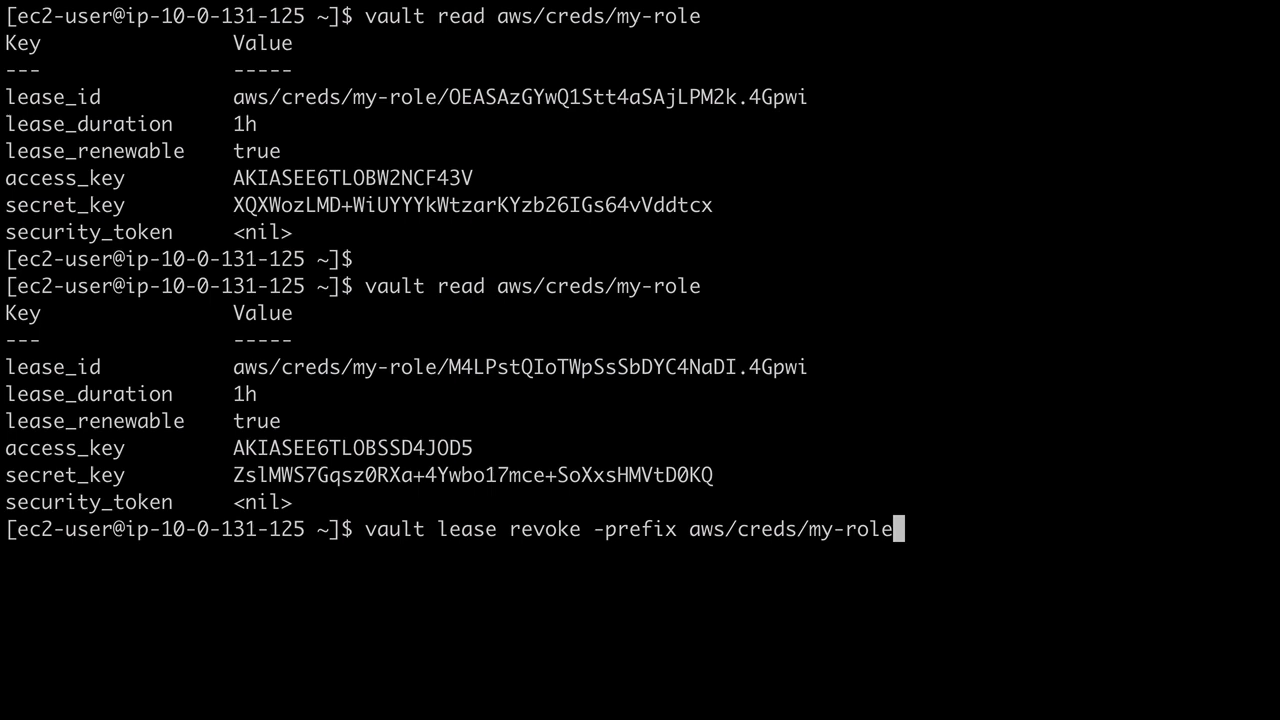 [ec2-user@ip-10-0-131-125 ~]$ vault read aws/creds/my-role
Key                Value
---                -----
lease_id           aws/creds/my-role/OEASAzGYwQ1Stt4aSAjLPM2k.4Gpwi
lease_duration     1h
lease_renewable    true
access_key         AKIASEE6TLOBW2NCF43V
secret_key         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
security_token     <nil>
[ec2-user@ip-10-0-131-125 ~]$
[ec2-user@ip-10-0-131-125 ~]$ vault read aws/creds/my-role
Key                Value
---                -----
lease_id           aws/creds/my-role/M4LPstQIoTWpSsSbDYC4NaDI.4Gpwi
lease_duration     1h
lease_renewable    true
access_key         AKIASEE6TLOBSSD4JOD5
secret_key         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
security_token     <nil>
[ec2-user@ip-10-0-131-125 ~]$ vault lease revoke -prefix aws/creds/my-role